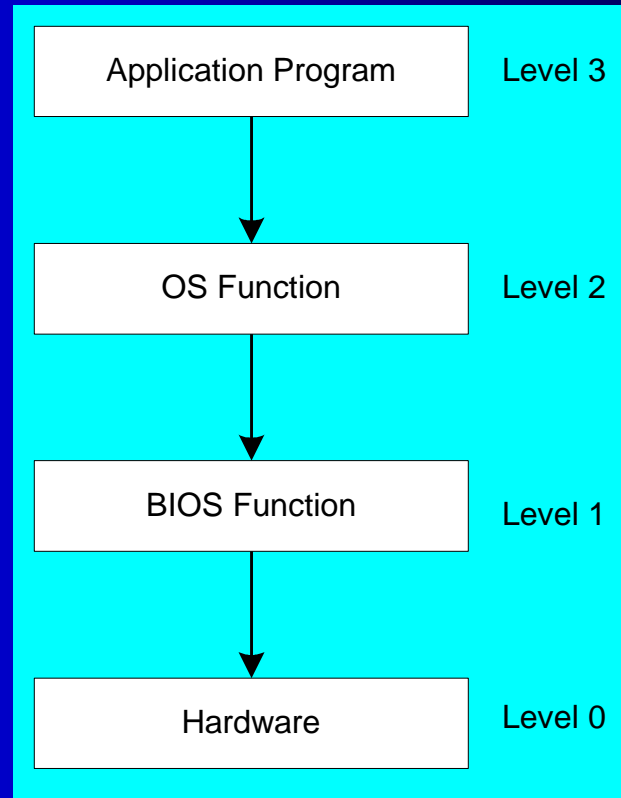 Application Program Level 3
OS Function Level 2
BIOS Function Level 1
Hardware Level 0